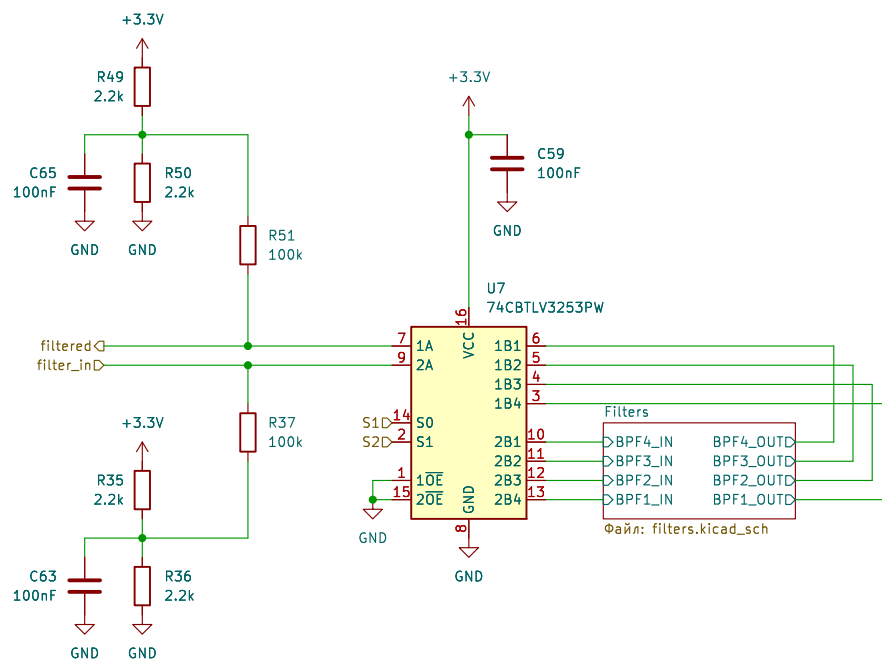 +3.3V
R49
2.2k
C65
100nF
R50
2.2k
GND
GND
R51
100k
+3.3V
C59
100nF
GND
U7
74CBTLV3253PW
filtered
filter_in
7
1A
9
2A
16
VCC
14
S0
2
S1
1
1OE
15
2OE
8
GND
1B1
6
1B2
5
1B3
4
1B4
3
2B1
10
2B2
11
2B3
12
2B4
13
S1
S2
GND
GND
Filters
BPF4_IN
BPF4_OUT
BPF3_IN
BPF3_OUT
BPF2_IN
BPF2_OUT
BPF1_IN
BPF1_OUT
Файл: filters.kicad_sch
+3.3V
R37
100k
R35
2.2k
C63
100nF
R36
2.2k
GND
GND